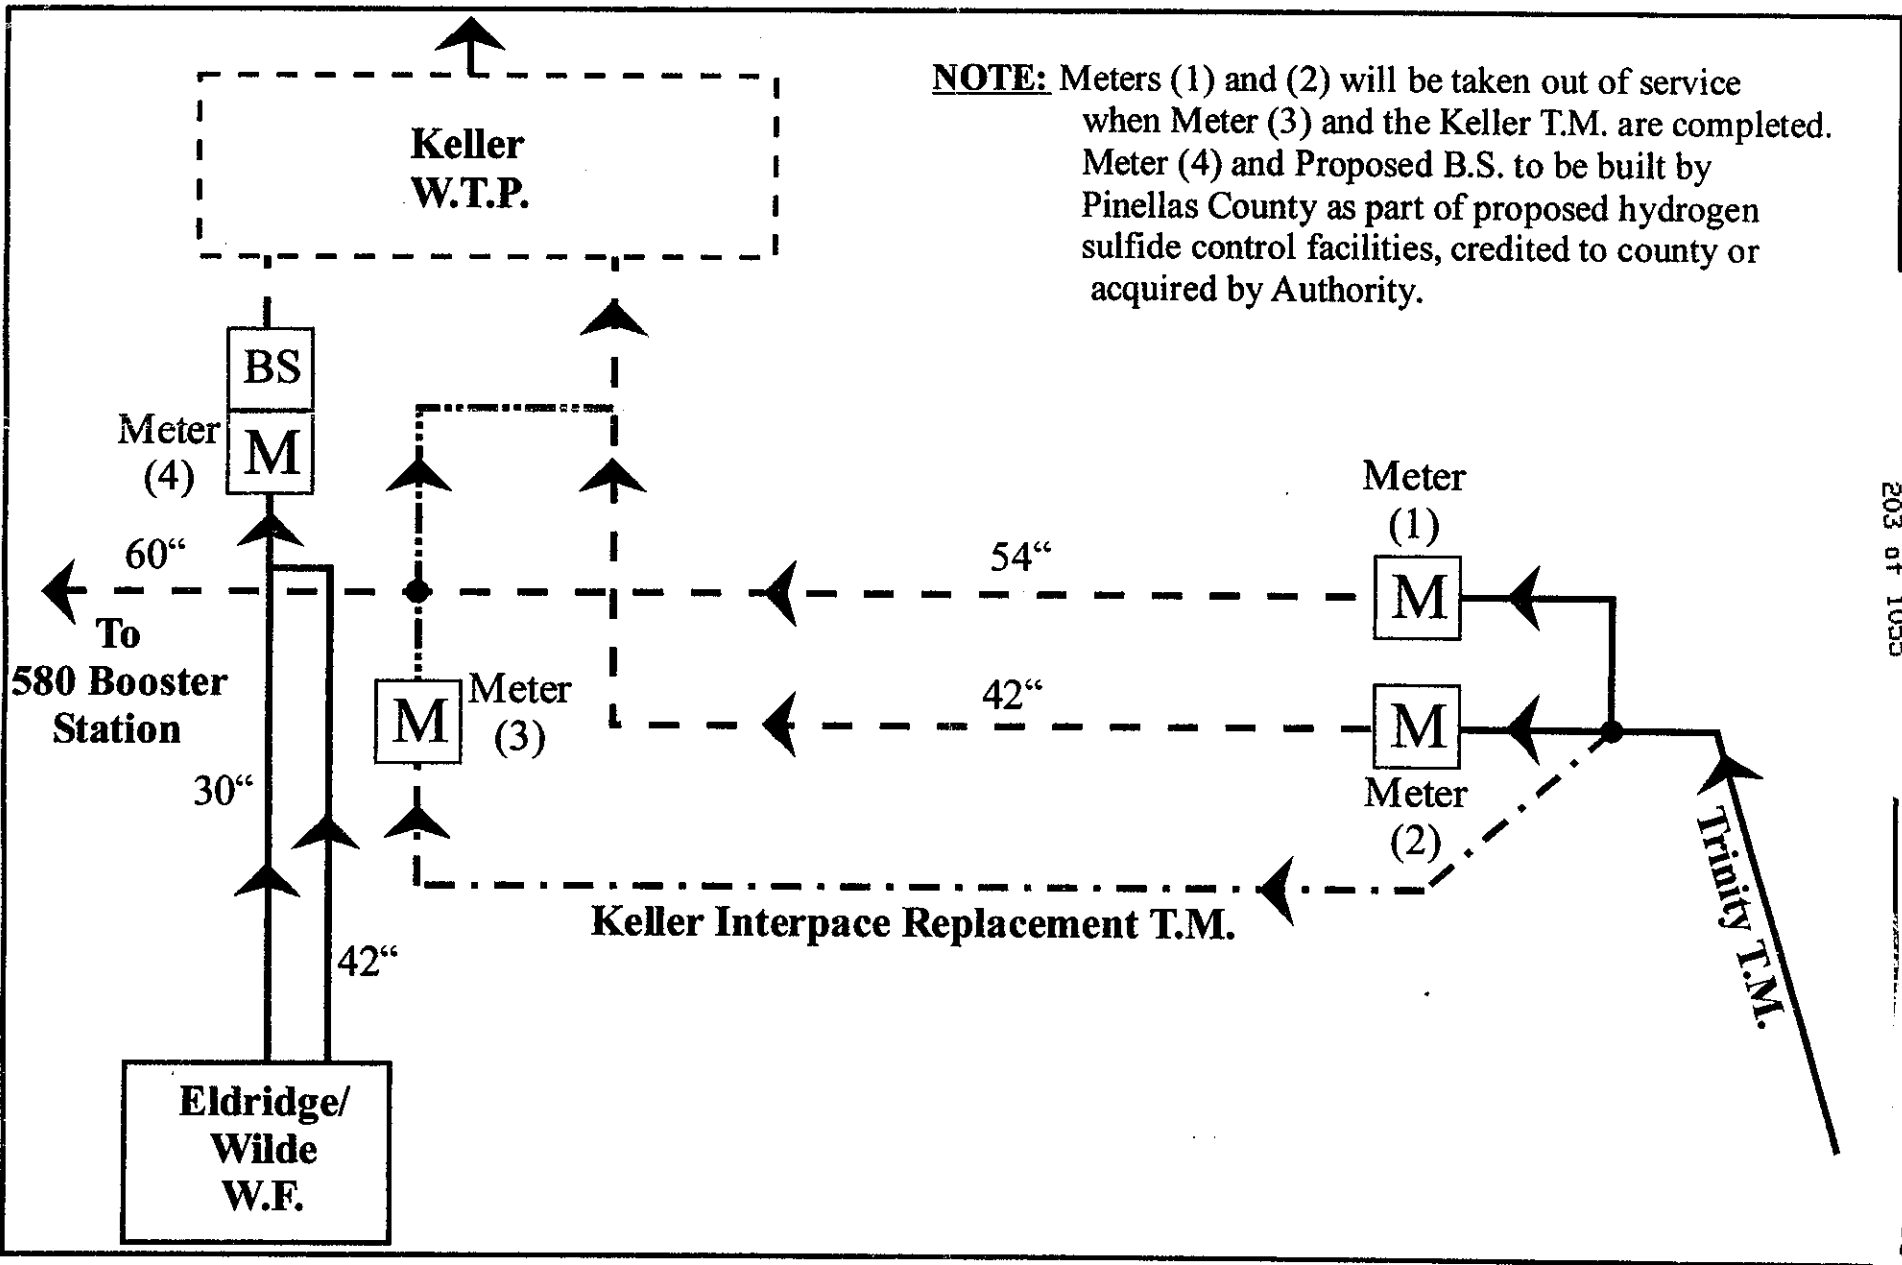 NOTE: Meters (1) and (2) will be taken out of service
when Meter (3) and the Keller T.M. are completed.
Meter (4) and Proposed B.S. to be built by
Pinellas County as part of proposed hydrogen
sulfide control facilities, credited to county or
acquired by Authority.
Keller
W.T.P.
BS
Meter
(4)
M
60“
To
580 Booster
Station
54“
Meter
(1)
M
42“
M
Meter
(2)
M
Meter
(3)
30“
42“
Keller Interpace Replacement T.M.
Trinity T.M.
Eldridge/
Wilde
W.F.
203 of 1055